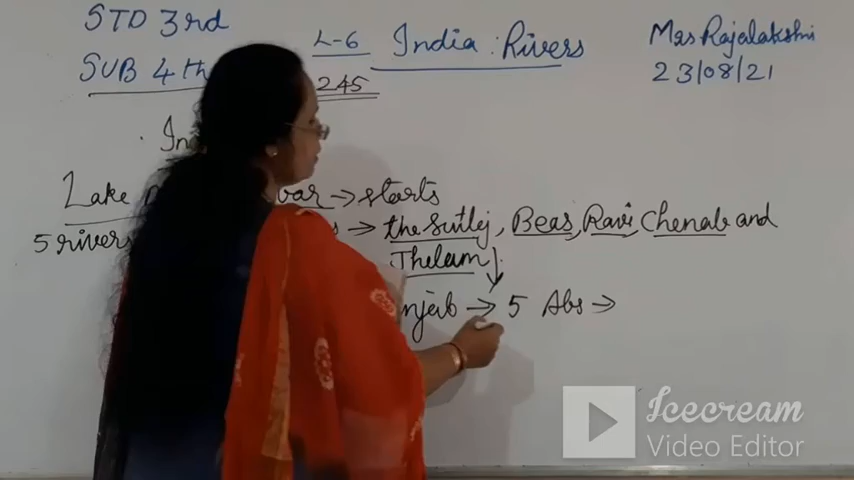 STD 3rd L-6 India : Rivers Mrs Rajalakshmi
SUB 4th 245 23/08/21
Lake var → starts
5 rivers → the Sutlej, Beas, Ravi Chenab and
Jhelam.
njab → 5 Abs →
Icecream
Video Editor